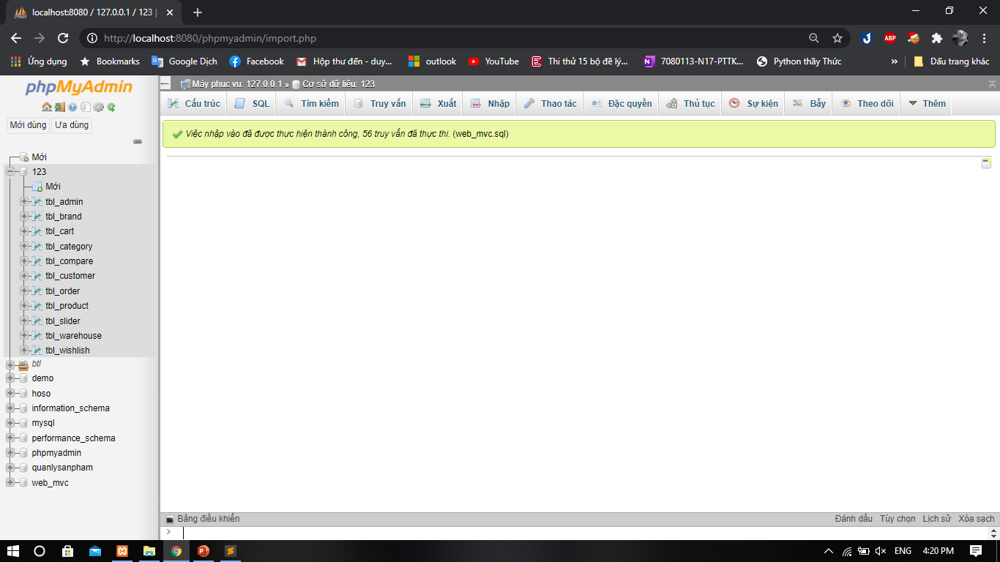 localhost:8080 / 127.0.0.1 / 123 |
http://localhost:8080/phpmyadmin/import.php
Ứng dụng Bookmarks Google Dịch Facebook Hộp thư đến - duy... outlook YouTube Thi thử 15 bộ đề lý... 7080113-N17-PTTK... Python thầy Thức » Dấu trang khác
phpMyAdmin
Mới dùng Ưa dùng
Mới
123
Mới
tbl_admin
tbl_brand
tbl_cart
tbl_category
tbl_compare
tbl_customer
tbl_order
tbl_product
tbl_slider
tbl_warehouse
tbl_wishlish
btl
demo
hoso
information_schema
mysql
performance_schema
phpmyadmin
quanlysanpham
web_mvc
Máy phục vụ: 127.0.0.1 » Cơ sở dữ liệu: 123
Cấu trúc SQL Tìm kiếm Truy vấn Xuất Nhập Thao tác Đặc quyền Thủ tục Sự kiện Bẫy Theo dõi Thêm
Việc nhập vào đã được thực hiện thành công, 56 truy vấn đã thực thi. (web_mvc.sql)
Bảng điều khiển Đánh dấu Tùy chọn Lịch sử Xóa sạch
>
ENG 4:20 PM